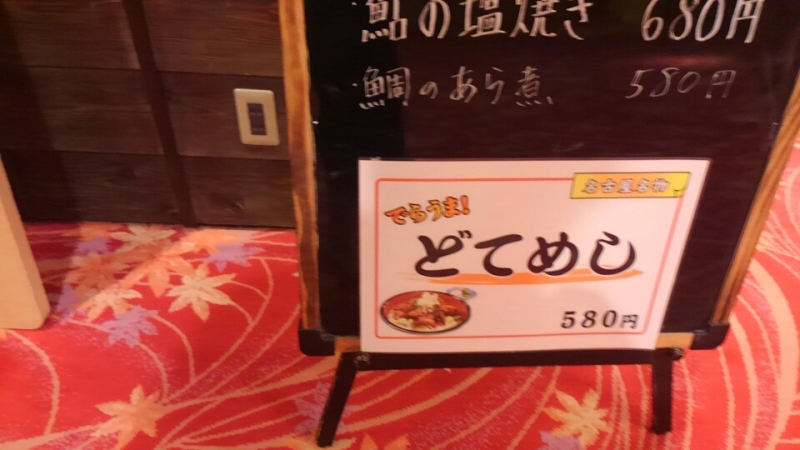 鮎の塩焼き 680円
鯛のあら煮 580円
名古屋名物
でらうま!
どてめし
580円